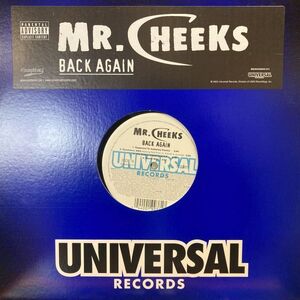 PARENTAL
ADVISORY
EXPLICIT CONTENT
MR. CHEEKS
BACK AGAIN
UNIVERSAL
MR. CHEEKS
BACK AGAIN
UNIVERSAL
RECORDS
UNIVERSAL
RECORDS